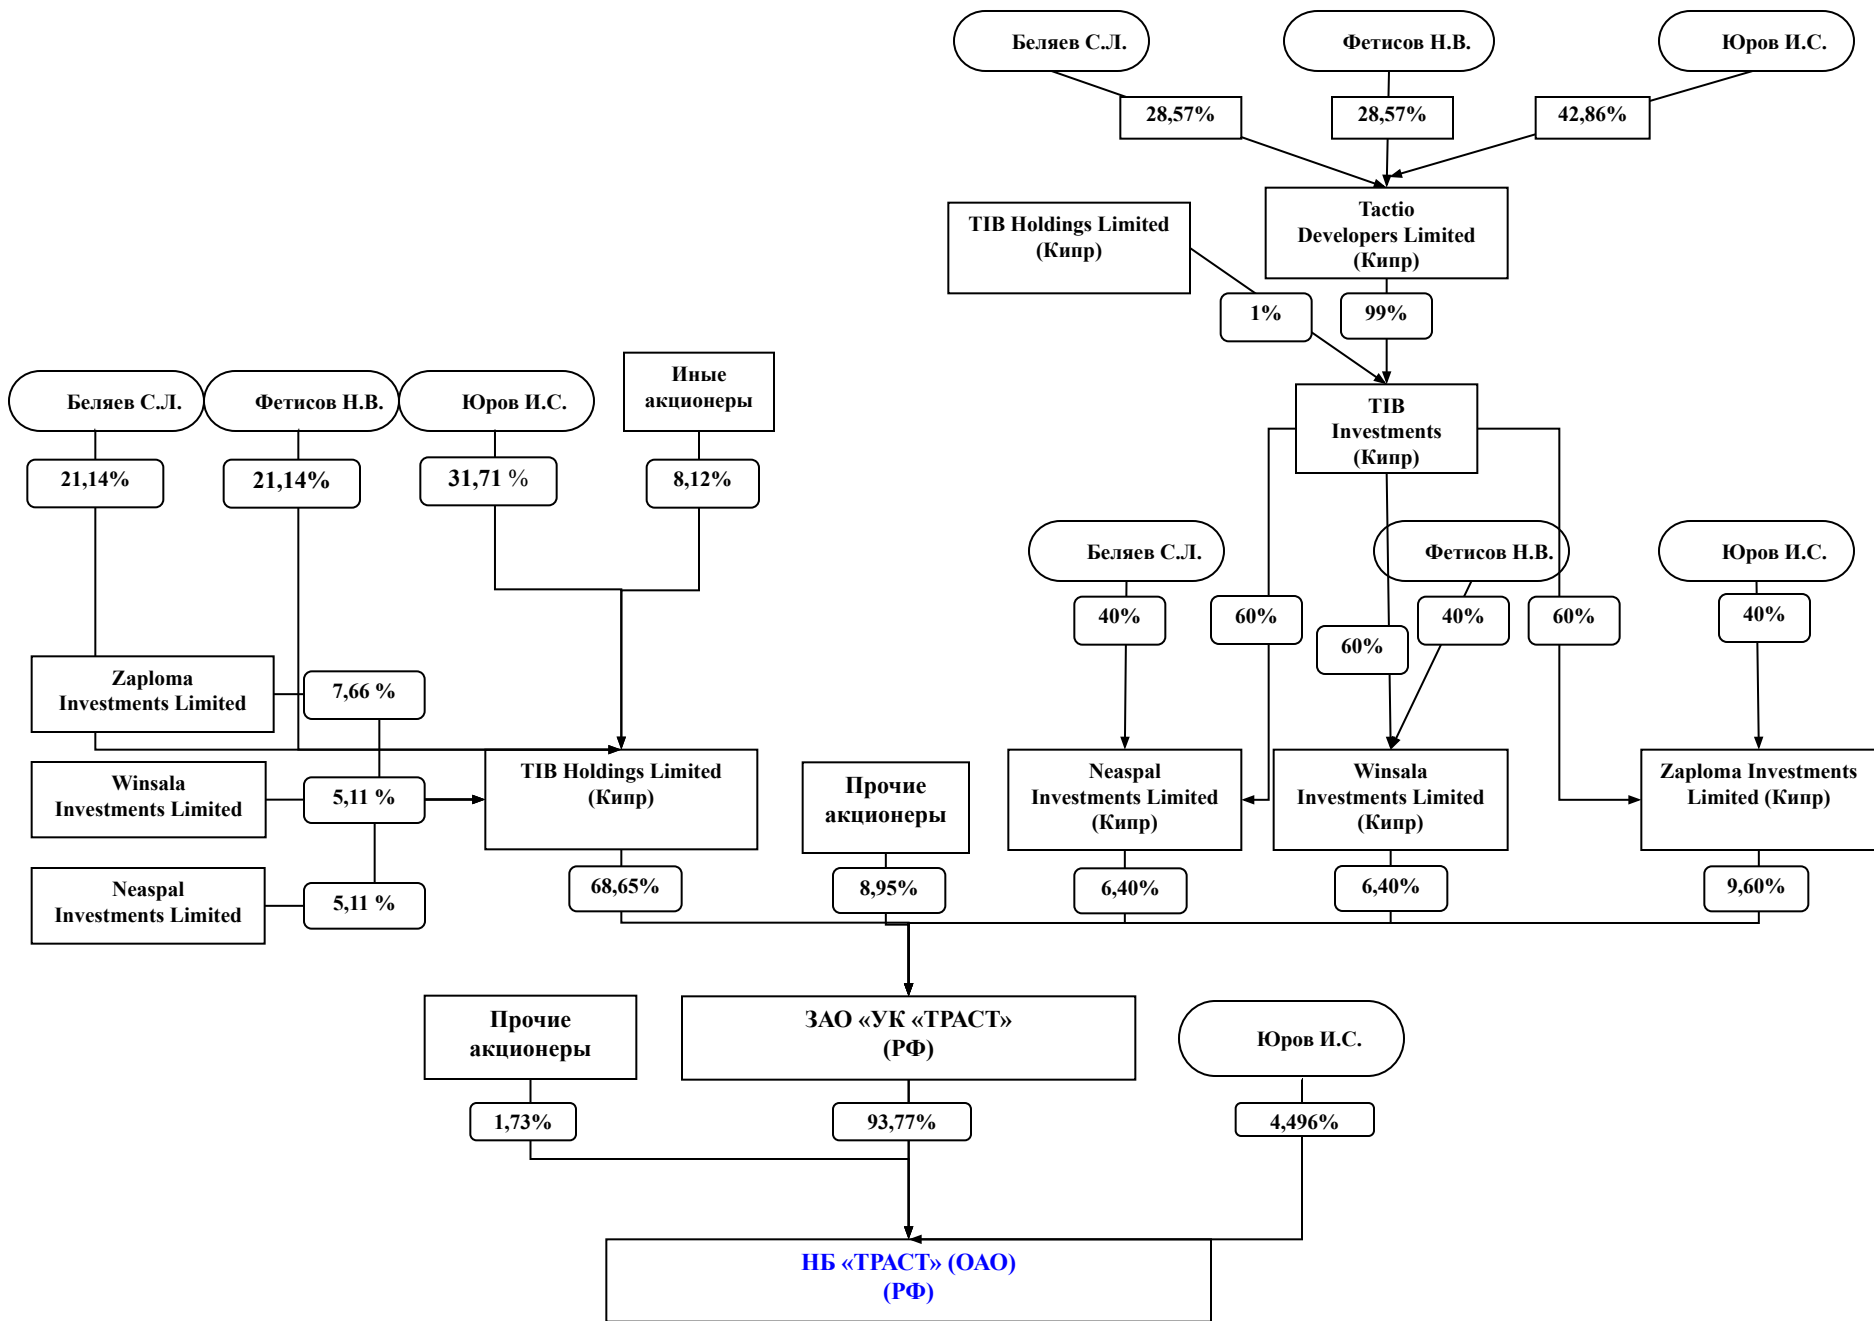 Беляев С.Л.
Фетисов Н.В.
Юров И.С.
28,57%
28,57%
42,86%
TIB Holdings Limited
(Кипр)
Tactio
Developers Limited
(Кипр)
1%
99%
Беляев С.Л.
Фетисов Н.В.
Юров И.С.
Иные
акционеры
TIB
Investments
(Кипр)
21,14%
21,14%
31,71 %
8,12%
Беляев С.Л.
Фетисов Н.В.
Юров И.С.
40%
60%
60%
40%
60%
40%
Zaploma
Investments Limited
7,66 %
Winsala
Investments Limited
5,11 %
TIB Holdings Limited
(Кипр)
Прочие
акционеры
Neaspal
Investments Limited
(Кипр)
Winsala
Investments Limited
(Кипр)
Zaploma Investments
Limited (Кипр)
Neaspal
Investments Limited
5,11 %
68,65%
8,95%
6,40%
6,40%
9,60%
Прочие
акционеры
ЗАО «УК «ТРАСТ»
(РФ)
Юров И.С.
1,73%
93,77%
4,496%
НБ «ТРАСТ» (ОАО)
(РФ)